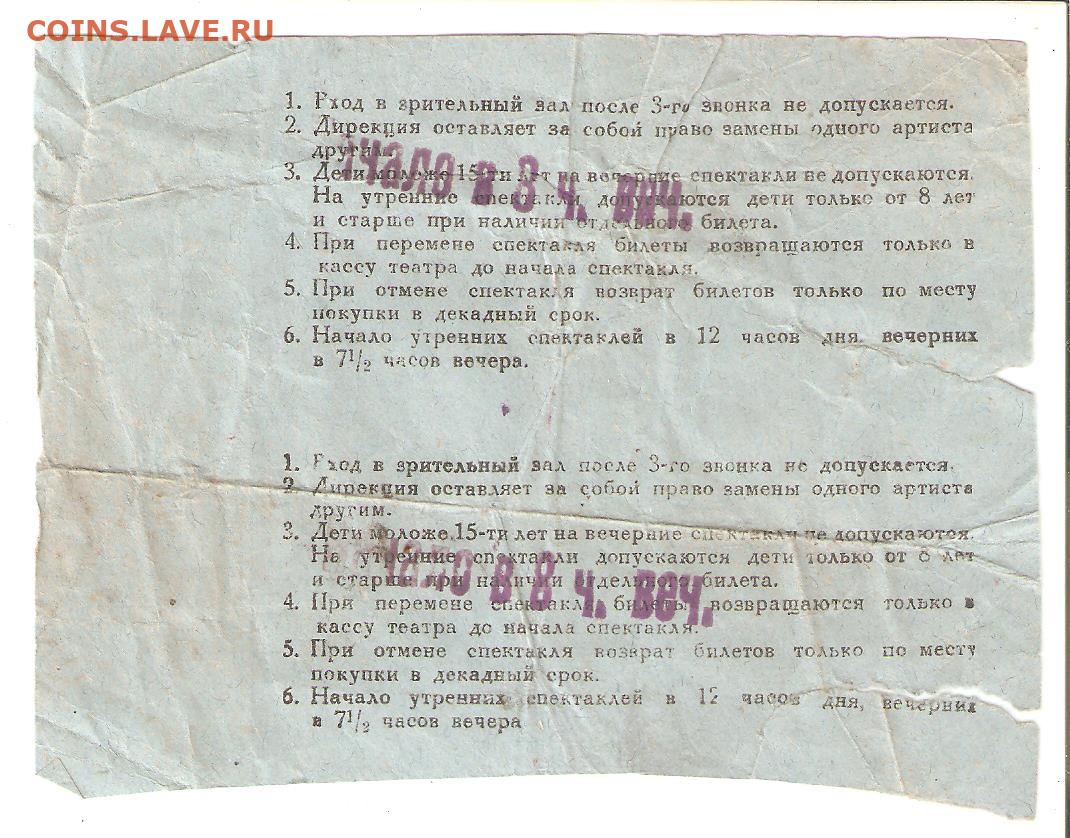 COINS.LAVE.RU
1. Вход в зрительный зал после 3-го звонка не допускается.
2. Дирекция оставляет за собой право замены одного артиста
другим.
3. Дети моложе 15-ти лет на вечерние спектакли не допускаются.
На утренние спектакли допускаются дети только от 8 лет
и старше при наличии отдельного билета.
чало в 8 ч. веч.
4. При перемене спектакля билеты возвращаются только в
кассу театра до начала спектакля.
5. При отмене спектакля возврат билетов только по месту
покупки в декадный срок.
6. Начало утренних спектаклей в 12 часов дня, вечерних
в 7 1/2 часов вечера.
1. Вход в зрительный зал после 3-го звонка не допускается.
2. Дирекция оставляет за собой право замены одного артиста
другим.
3. Дети моложе 15-ти лет на вечерние спектакли не допускаются.
На утренние спектакли допускаются дети только от 8 лет
и старше при наличии отдельного билета.
чало в 8 ч. веч.
4. При перемене спектакля билеты возвращаются только в
кассу театра до начала спектакля.
5. При отмене спектакля возврат билетов только по месту
покупки в декадный срок.
6. Начало утренних спектаклей в 12 часов дня, вечерних
в 7 1/2 часов вечера